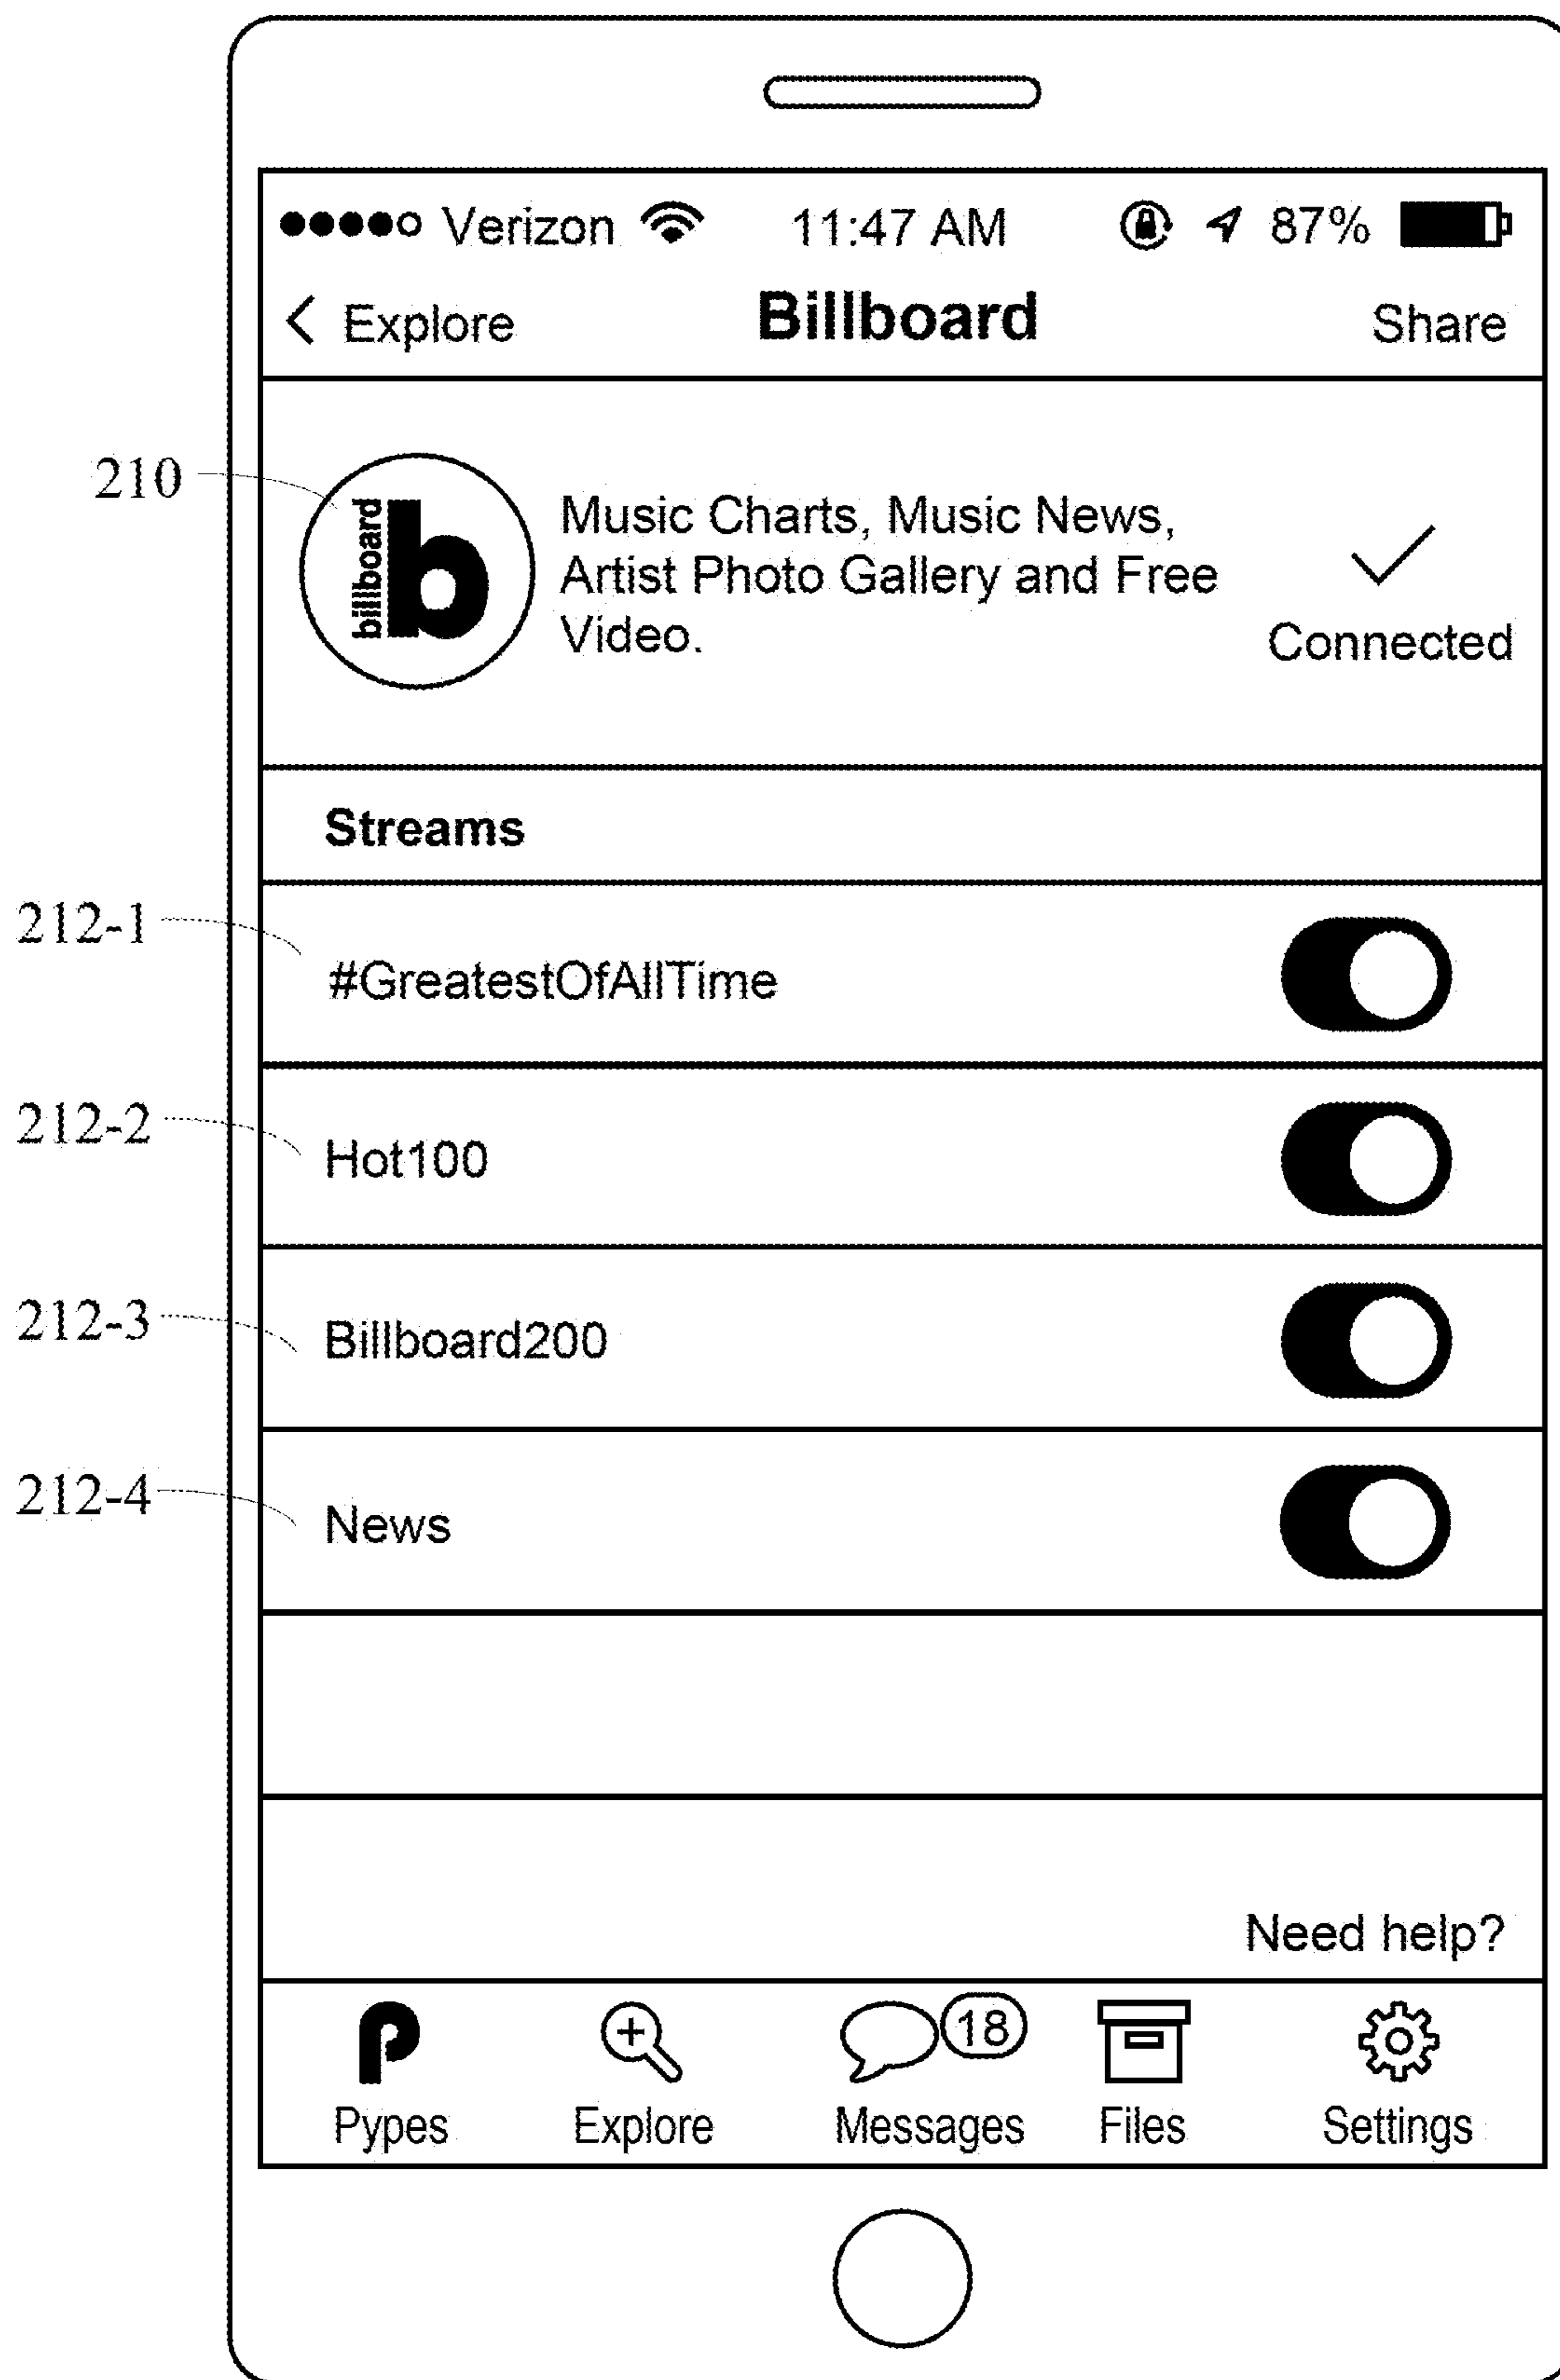 Verizon 11:47 AM 87%
< Explore Billboard Share
210
billboard b
Music Charts, Music News,
Artist Photo Gallery and Free
Video.
Connected
Streams
212-1
#GreatestOfAllTime
212-2
Hot100
212-3
Billboard200
212-4
News
Need help?
18
Pypes Explore Messages Files Settings